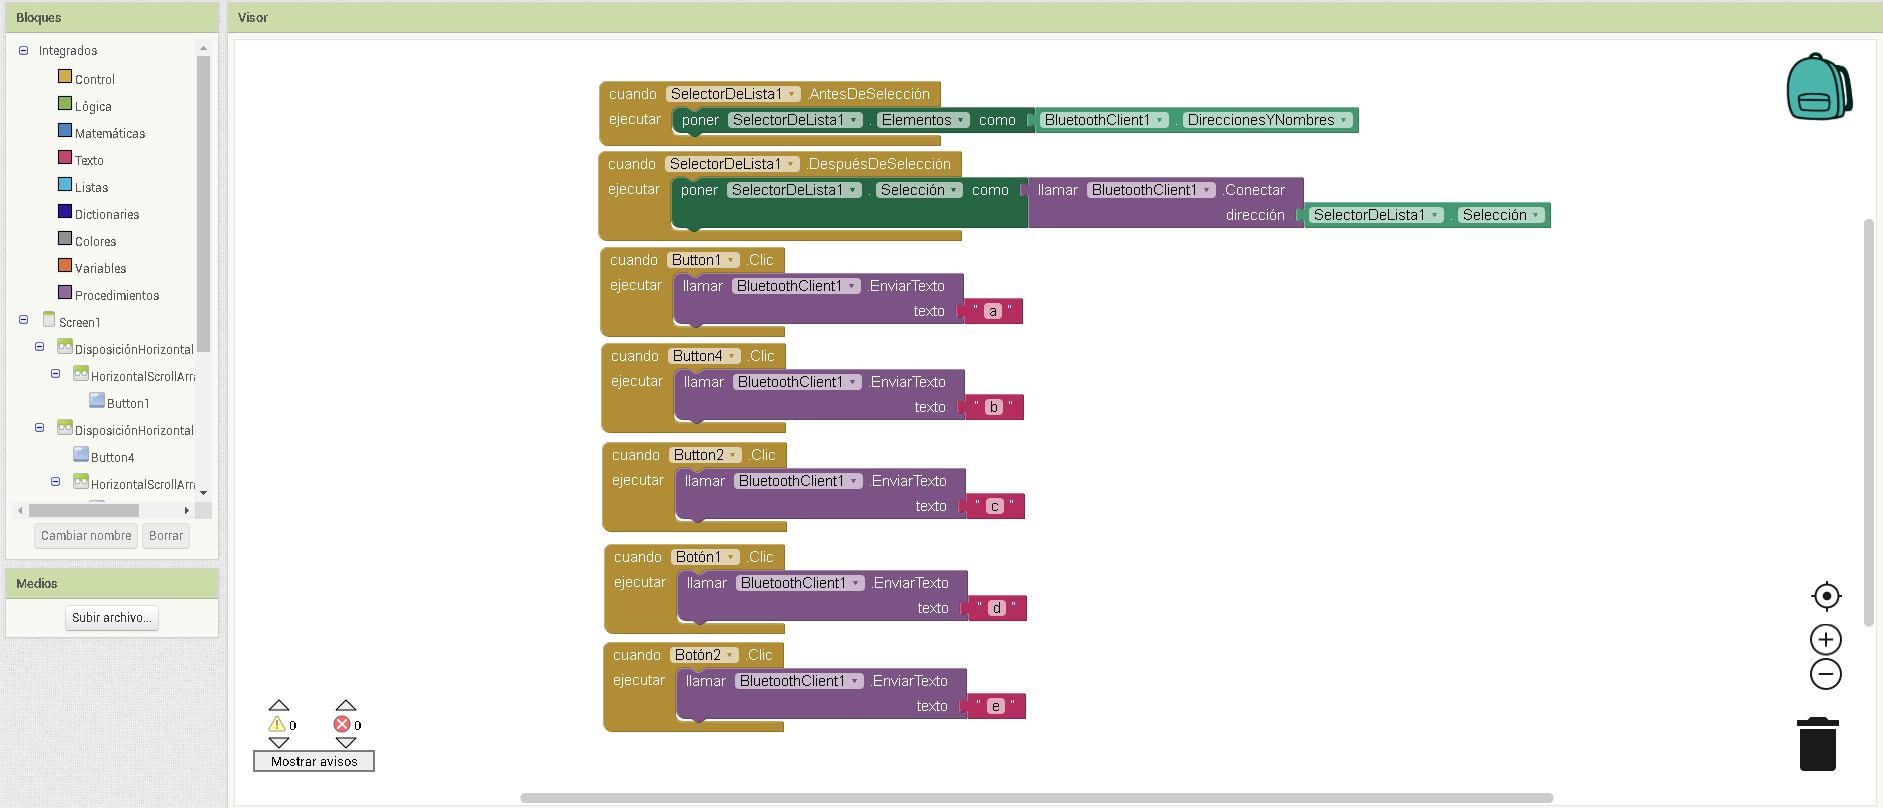 Bloques
Integrados
Control
Lógica
Matemáticas
Texto
Listas
Dictionaries
Colores
Variables
Procedimientos
Screen1
DisposiciónHorizontal
HorizontalScrollArra
Button1
DisposiciónHorizontal
Button4
HorizontalScrollArra
Cambiar nombre Borrar
Medios
Subir archivo...
Visor
cuando SelectorDeLista1 .AntesDeSelección
ejecutar poner SelectorDeLista1 . Elementos como BluetoothClient1 . DireccionesYNombres
cuando SelectorDeLista1 .DespuésDeSelección
ejecutar poner SelectorDeLista1 . Selección como llamar BluetoothClient1 .Conectar
dirección SelectorDeLista1 . Selección
cuando Button1 .Clic
ejecutar llamar BluetoothClient1 .EnviarTexto
texto " a "
cuando Button4 .Clic
ejecutar llamar BluetoothClient1 .EnviarTexto
texto " b "
cuando Button2 .Clic
ejecutar llamar BluetoothClient1 .EnviarTexto
texto " c "
cuando Botón1 .Clic
ejecutar llamar BluetoothClient1 .EnviarTexto
texto " d "
cuando Botón2 .Clic
ejecutar llamar BluetoothClient1 .EnviarTexto
texto " e "
0 0
Mostrar avisos